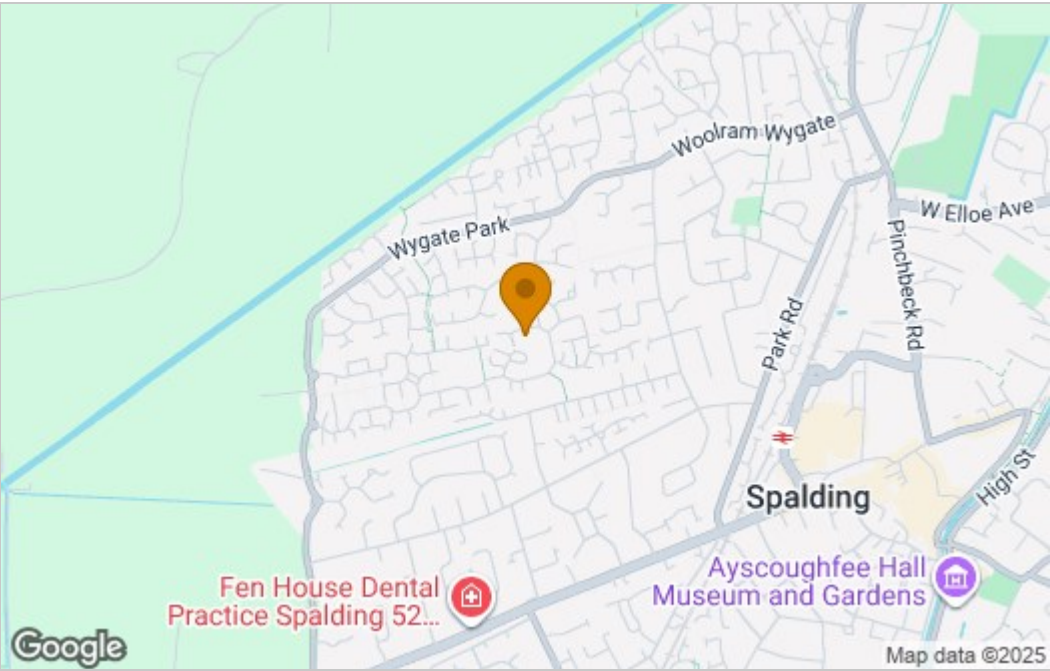 Woolram Wygate
W Elloe Ave
Wygate Park
Pinchbeck Rd
Park Rd
High St
Spalding
Ayscoughfee Hall
Museum and Gardens
Fen House Dental
Practice Spalding 52...
Google
Map data ©2025